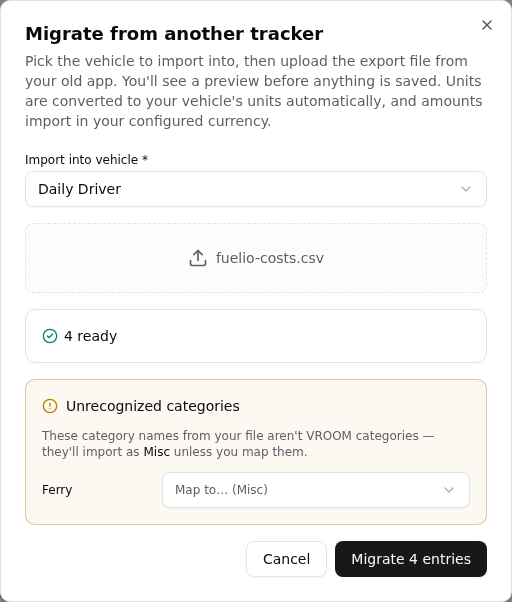 Migrate from another tracker
Pick the vehicle to import into, then upload the export file from
your old app. You'll see a preview before anything is saved. Units
are converted to your vehicle's units automatically, and amounts
import in your configured currency.
Import into vehicle *
Daily Driver
fuelio-costs.csv
4 ready
Unrecognized categories
These category names from your file aren't VROOM categories —
they'll import as Misc unless you map them.
Ferry
Map to… (Misc)
Cancel
Migrate 4 entries